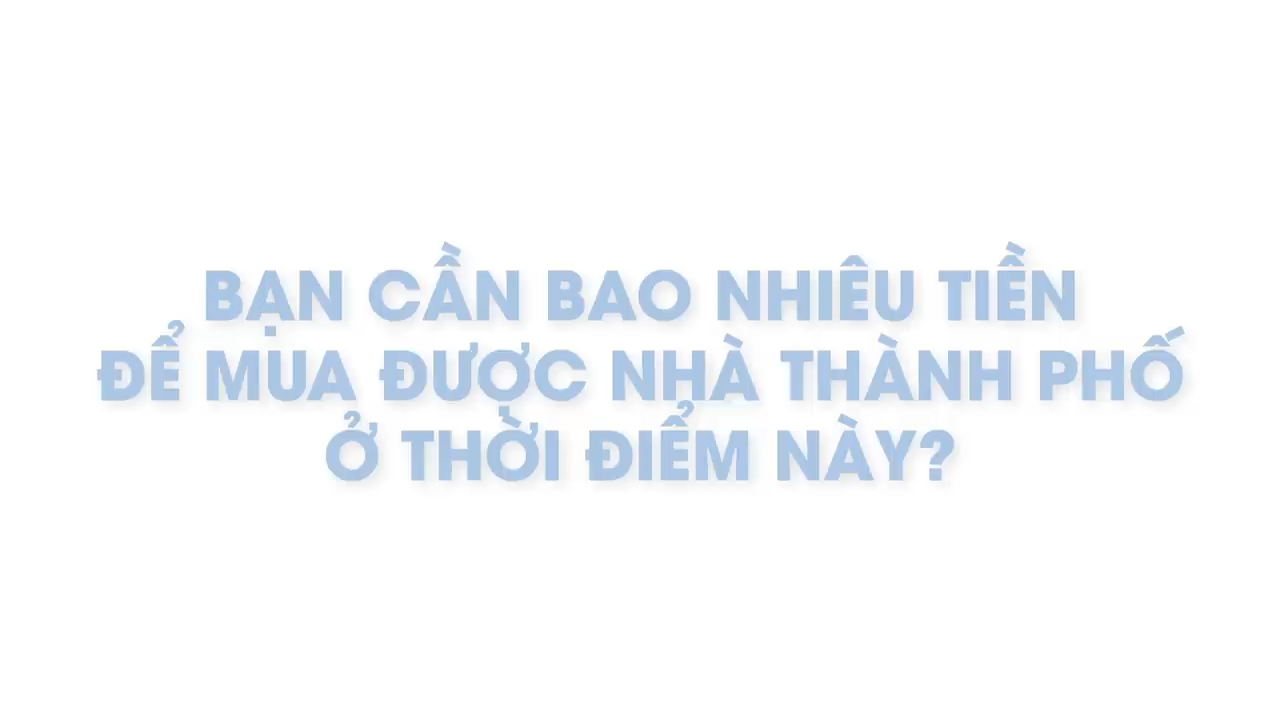 BẠN CẦN BAO NHIÊU TIỀN
ĐỂ MUA ĐƯỢC NHÀ THÀNH PHỐ
Ở THỜI ĐIỂM NÀY?